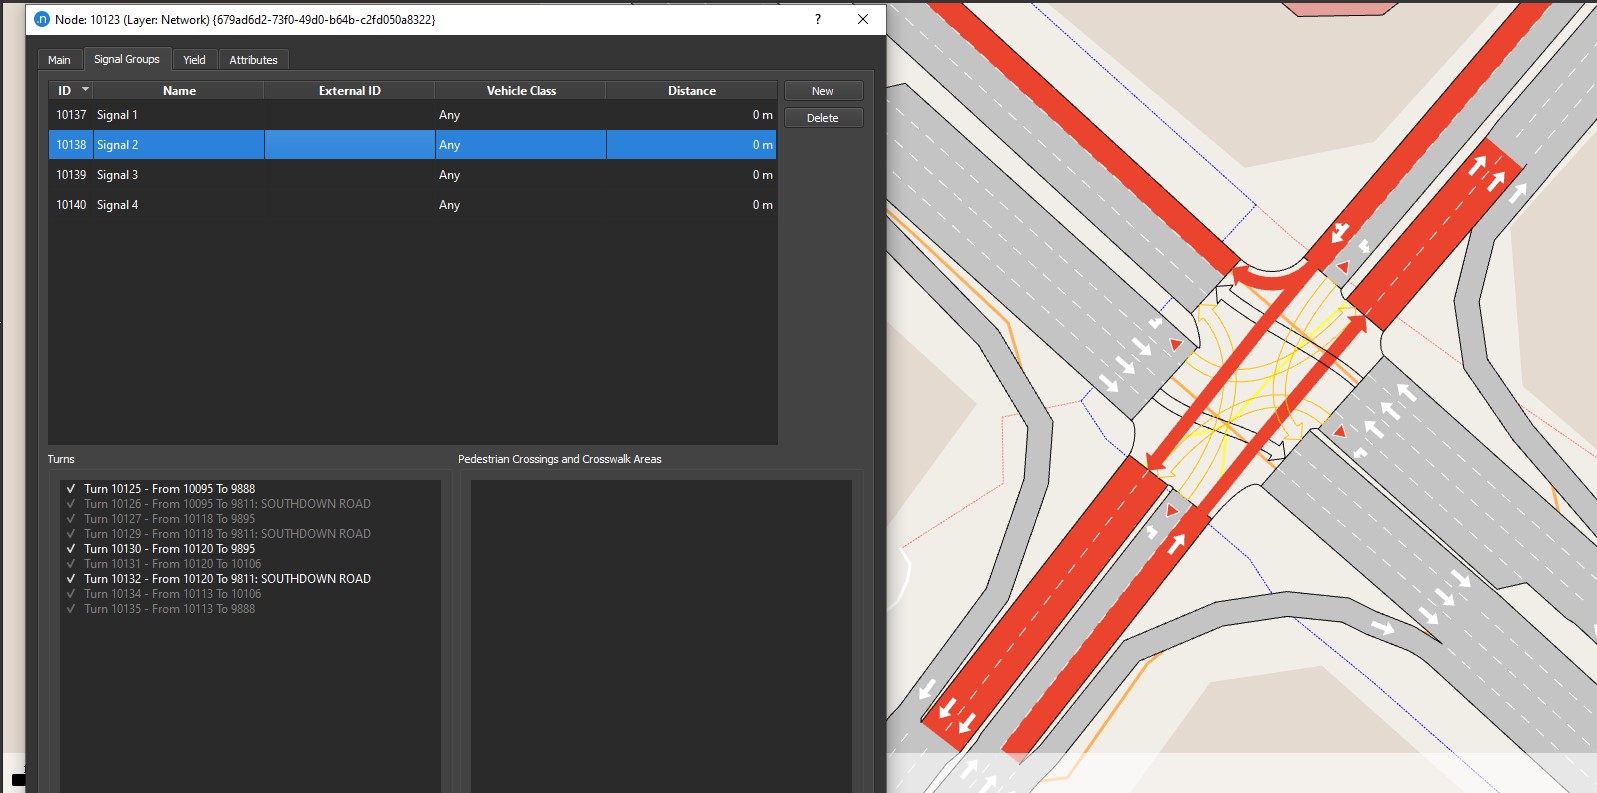 Node: 10123 (Layer: Network) {679ad6d2-73f0-49d0-b64b-c2fd050a8322}
?
Main Signal Groups Yield Attributes
ID Name External ID Vehicle Class Distance
New
10137 Signal 1 Any 0 m
Delete
10138 Signal 2 Any 0 m
10139 Signal 3 Any 0 m
10140 Signal 4 Any 0 m
Turns
Pedestrian Crossings and Crosswalk Areas
Turn 10125 - From 10095 To 9888
Turn 10126 - From 10095 To 9811: SOUTHDOWN ROAD
Turn 10127 - From 10118 To 9895
Turn 10129 - From 10118 To 9811: SOUTHDOWN ROAD
Turn 10130 - From 10120 To 9895
Turn 10131 - From 10120 To 10106
Turn 10132 - From 10120 To 9811: SOUTHDOWN ROAD
Turn 10134 - From 10113 To 10106
Turn 10135 - From 10113 To 9888